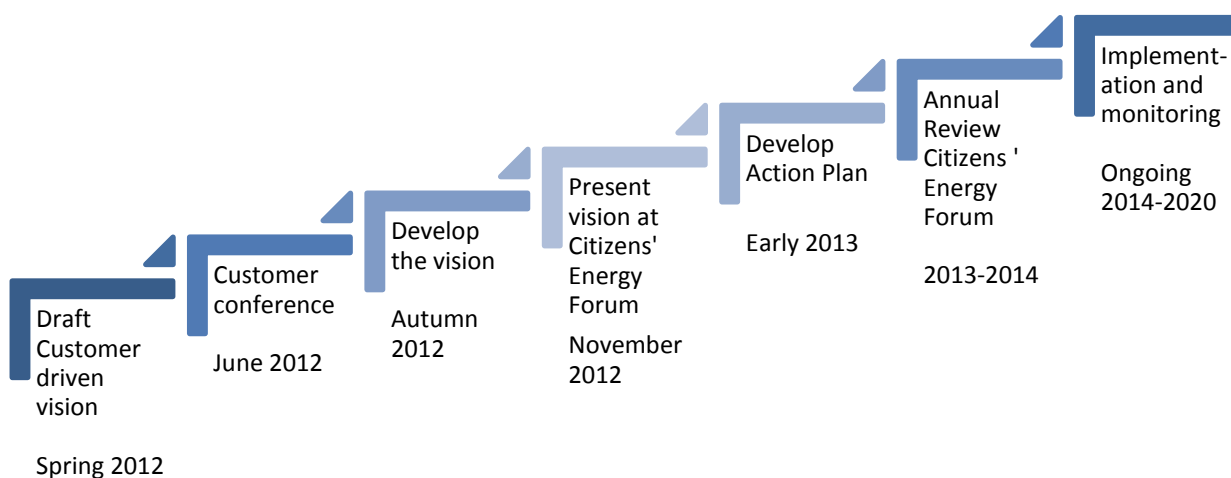 Draft
Customer
driven
vision
Spring 2012
Customer
conference
June 2012
Develop
the vision
Autumn
2012
Present
vision at
Citizens'
Energy
Forum
November
2012
Develop
Action Plan
Early 2013
Annual
Review
Citizens '
Energy
Forum
2013-2014
Implement-
ation and
monitoring
Ongoing
2014-2020